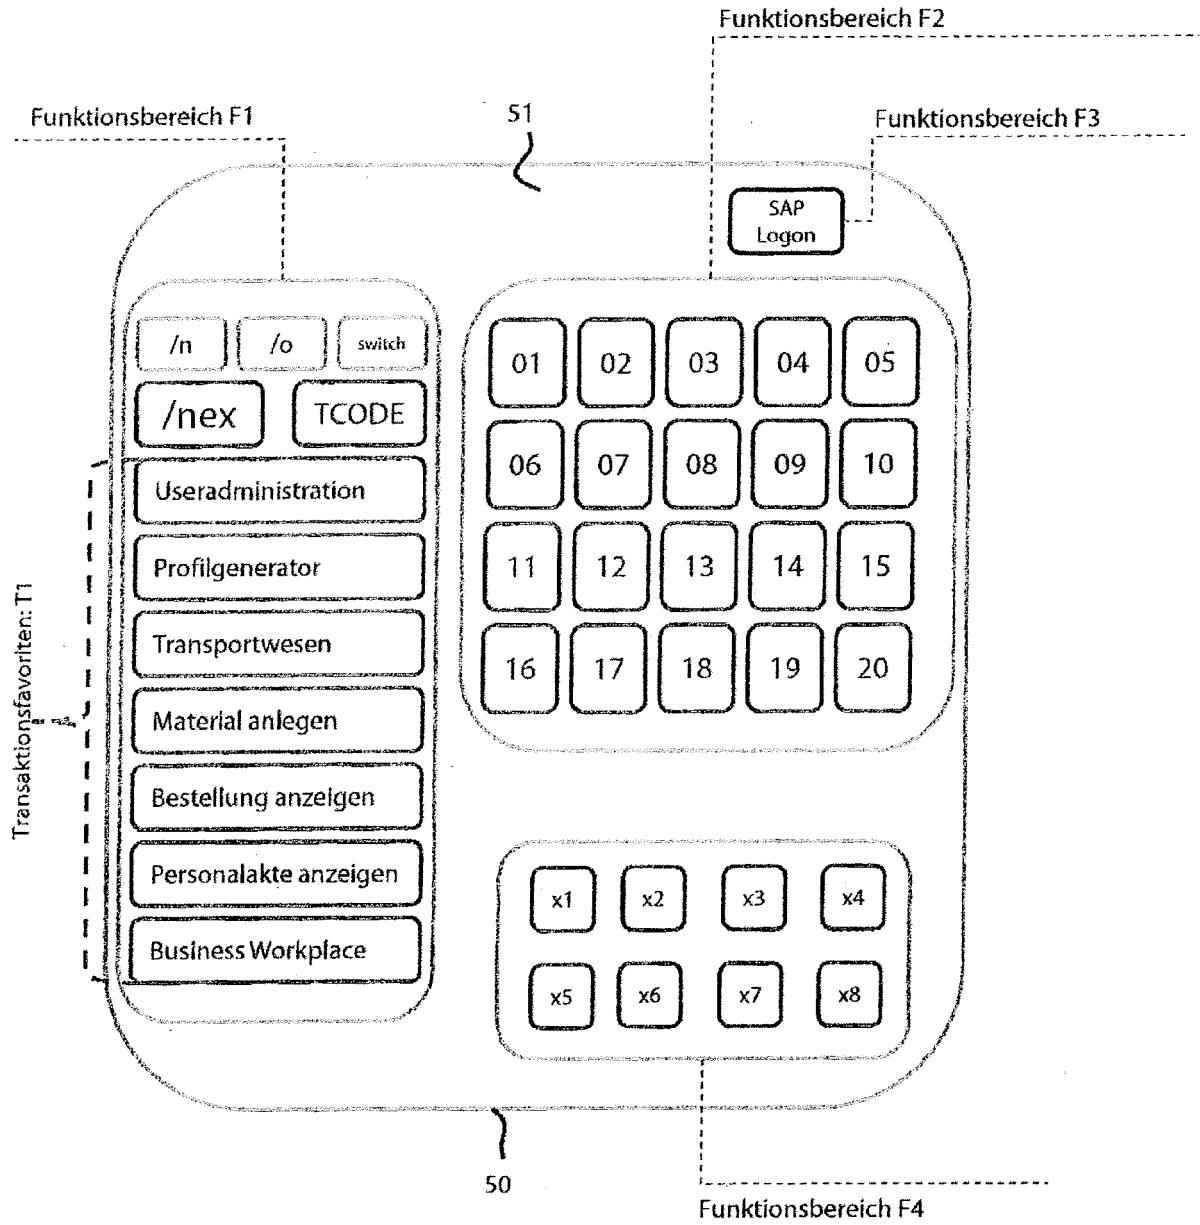 Funktionsbereich F2
Funktionsbereich F1
51
Funktionsbereich F3
SAP
Logon
/n
/o
switch
/nex
TCODE
Useradministration
Profilgenerator
Transportwesen
Material anlegen
Bestellung anzeigen
Personalakte anzeigen
Business Workplace
Transaktionsfavoriten: T1
01 02 03 04 05
06 07 08 09 10
11 12 13 14 15
16 17 18 19 20
x1 x2 x3 x4
x5 x6 x7 x8
50
Funktionsbereich F4